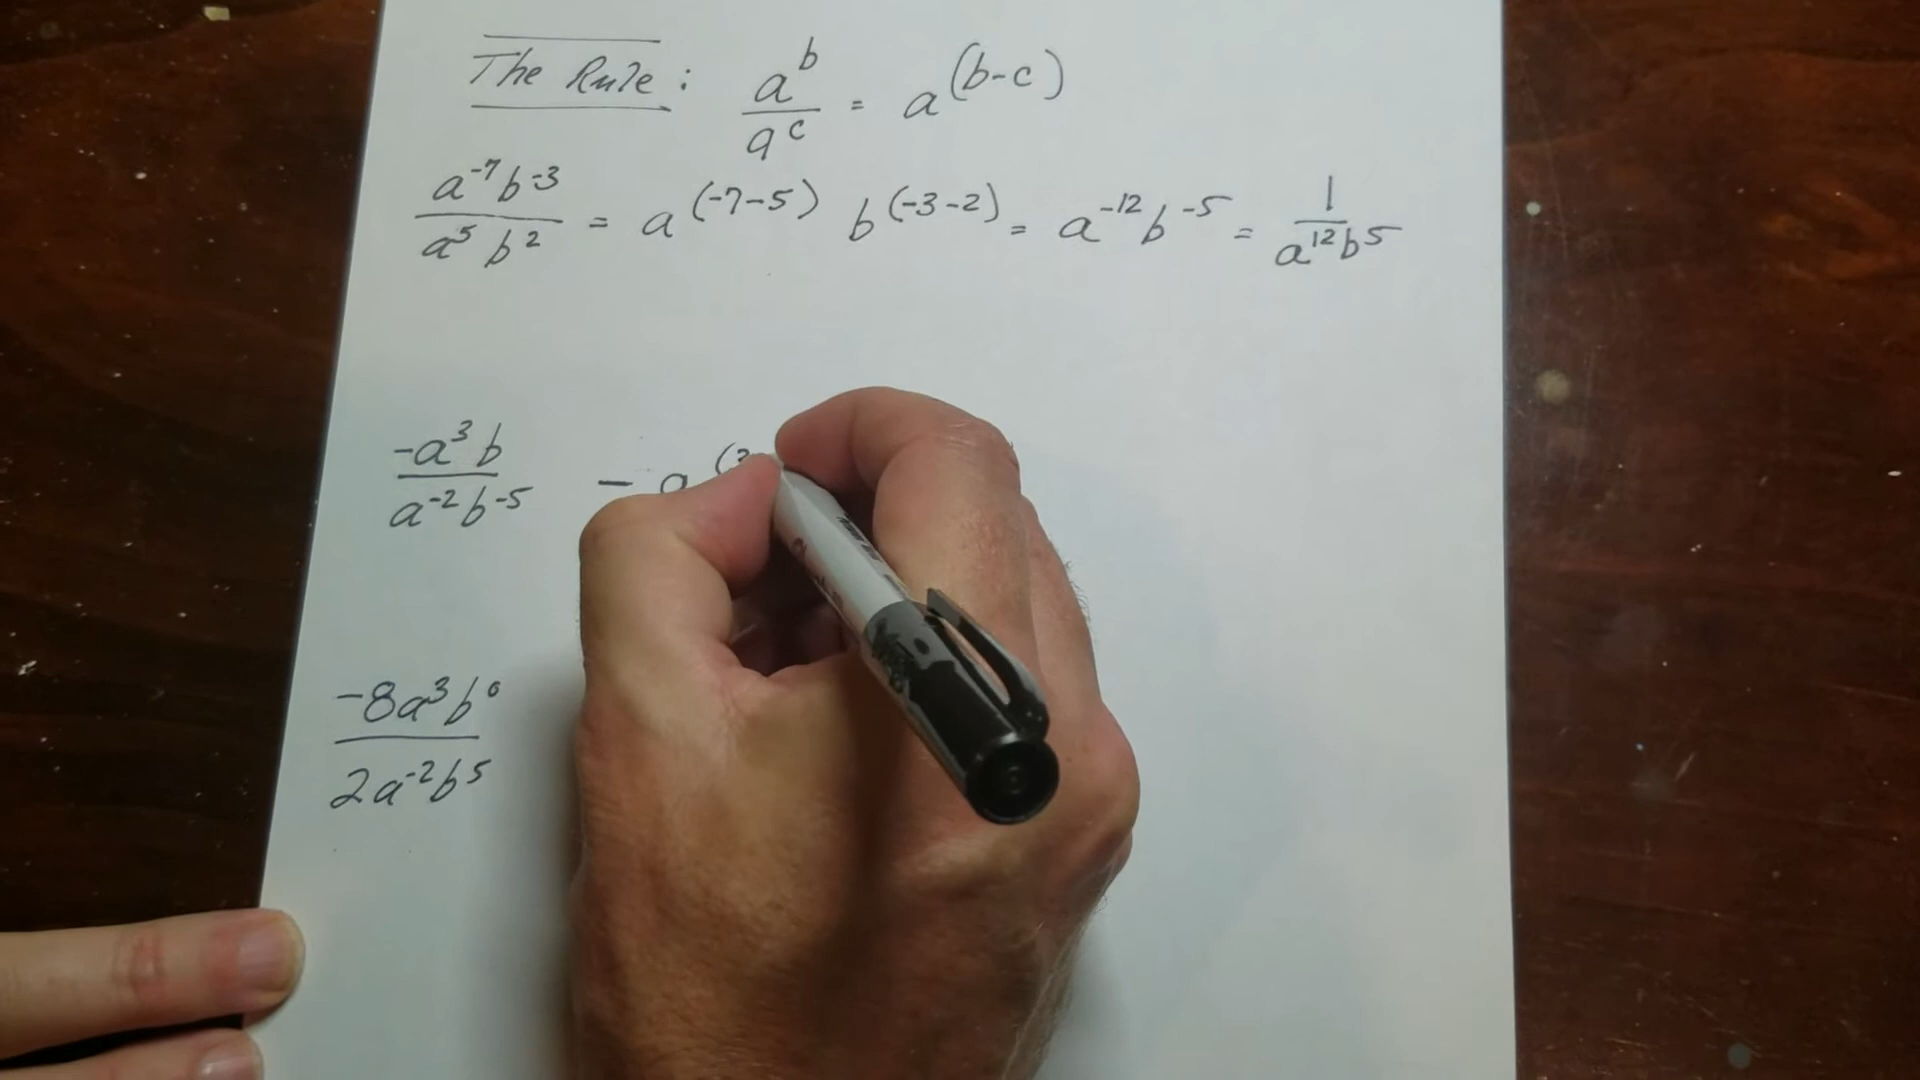 The Rule: a^b / a^c = a^(b-c)
a^-7 b^-3 / a^5 b^2 = a^(-7-5) b^(-3-2) = a^-12 b^-5 = 1 / a^12 b^5
-a^3 b / a^-2 b^-5 - a^(3
-8a^3 b^0 / 2a^-2 b^5